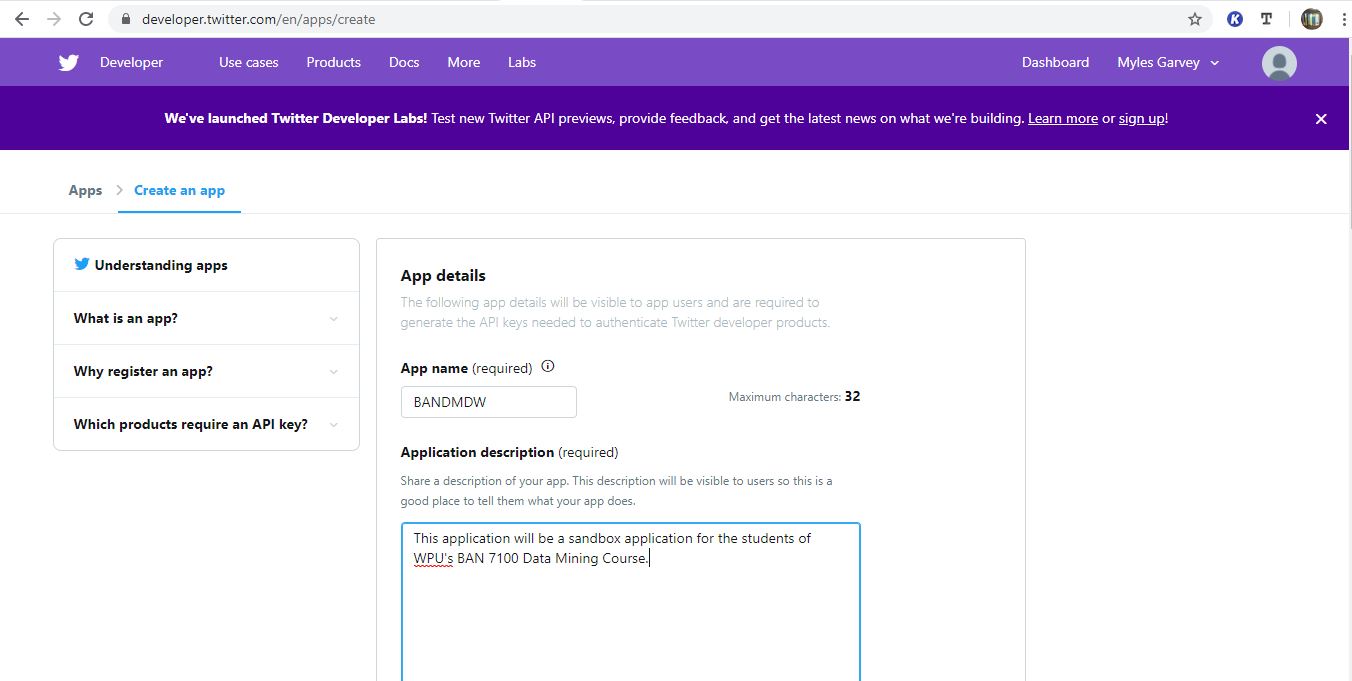 developer.twitter.com/en/apps/create
K T
Developer Use cases Products Docs More Labs Dashboard Myles Garvey
We've launched Twitter Developer Labs! Test new Twitter API previews, provide feedback, and get the latest news on what we're building. Learn more or sign up!
Apps Create an app
Understanding apps
What is an app?
Why register an app?
Which products require an API key?
App details
The following app details will be visible to app users and are required to
generate the API keys needed to authenticate Twitter developer products.
App name (required)
BANDMDW
Maximum characters: 32
Application description (required)
Share a description of your app. This description will be visible to users so this is a
good place to tell them what your app does.
This application will be a sandbox application for the students of
WPU's BAN 7100 Data Mining Course.